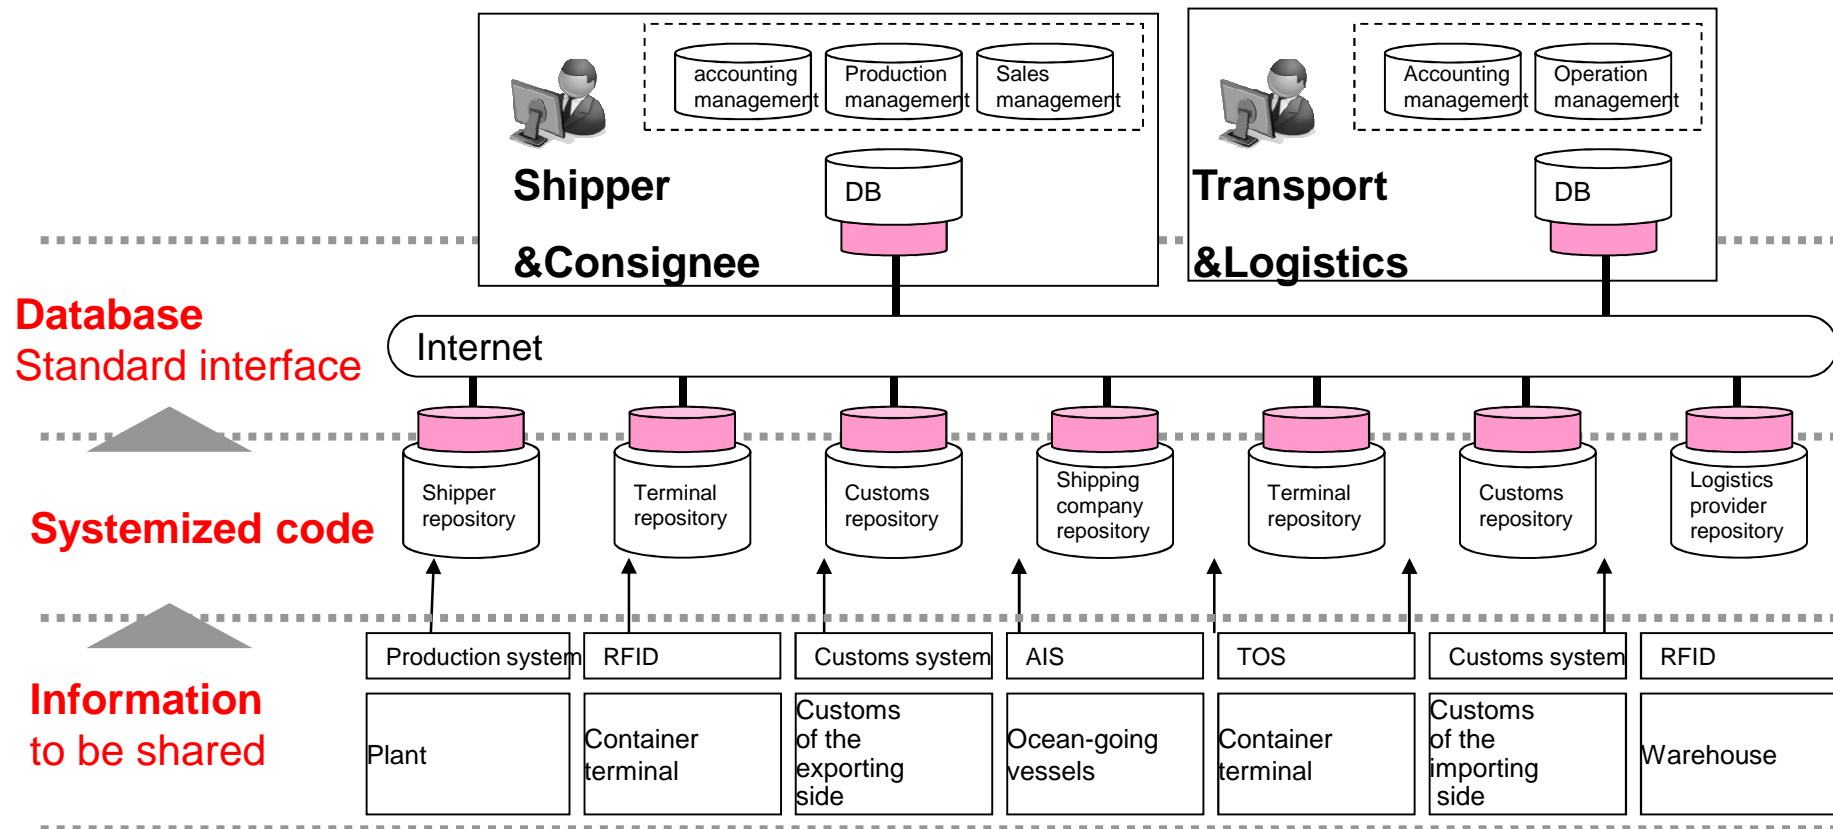 accounting
management
Production
management
Sales
management
Accounting
management
Operation
management
Shipper
&Consignee
DB
Transport
&Logistics
DB
Database
Standard interface
Internet
Systemized code
Shipper
repository
Terminal
repository
Customs
repository
Shipping
company
repository
Terminal
repository
Customs
repository
Logistics
provider
repository
Information
to be shared
Production system
RFID
Customs system
AIS
TOS
Customs system
RFID
Plant
Container
terminal
Customs
of the
exporting
side
Ocean-going
vessels
Container
terminal
Customs
of the
importing
side
Warehouse